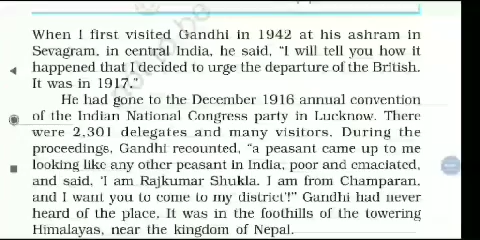 When I first visited Gandhi in 1942 at his ashram in
Sevagram, in central India, he said, "I will tell you how it
happened that I decided to urge the departure of the British.
It was in 1917."
He had gone to the December 1916 annual convention
of the Indian National Congress party in Lucknow. There
were 2,301 delegates and many visitors. During the
proceedings, Gandhi recounted, "a peasant came up to me
looking like any other peasant in India, poor and emaciated,
and said, 'I am Rajkumar Shukla. I am from Champaran,
and I want you to come to my district'!" Gandhi had never
heard of the place. It was in the foothills of the towering
Himalayas, near the kingdom of Nepal.